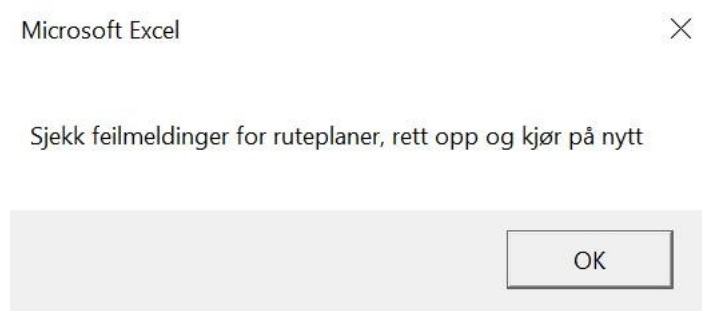 Microsoft Excel
Sjekk feilmeldinger for ruteplaner, rett opp og kjør på nytt
OK